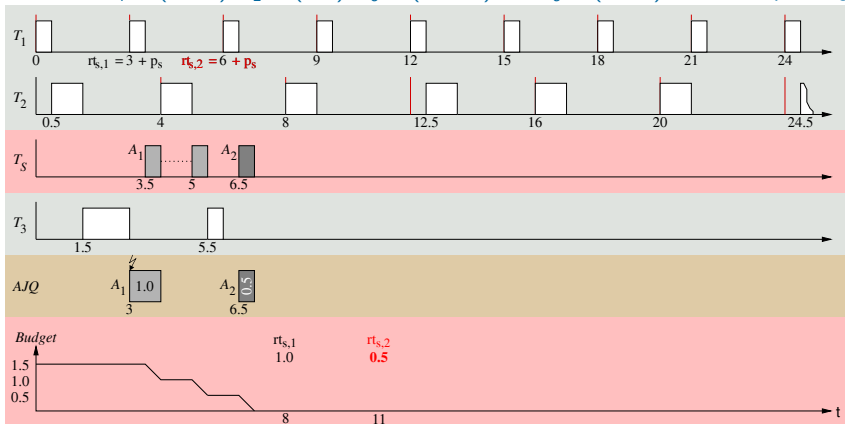 T1
0 rts,1 = 3 + ps rts,2 = 6 + ps 9 12 15 18 21 24
T2
0.5 4 8 12.5 16 20 24.5
TS A1 A2
3.5 5 6.5
T3
1.5 5.5
AJQ A1 1.0 A2 0.5
3 6.5
Budget rts,1 rts,2
1.5 1.0 0.5
1.0
0.5
t
8 11